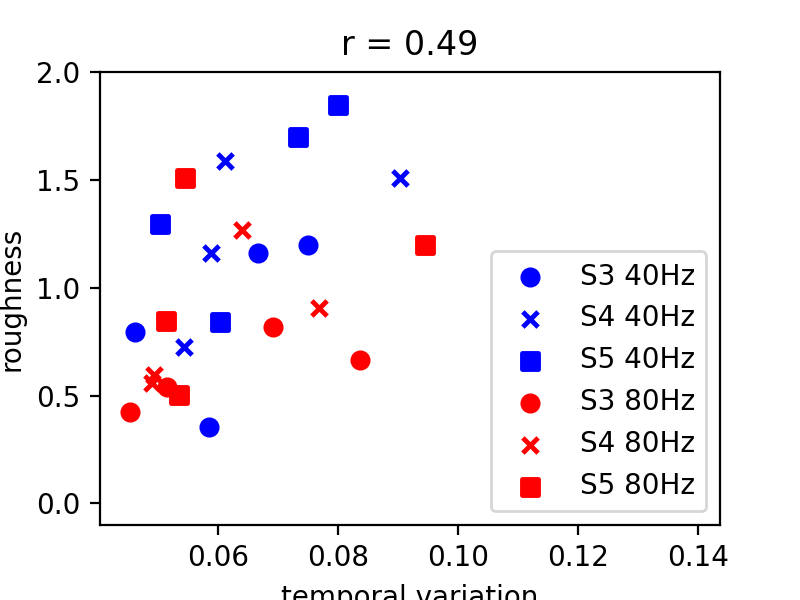 r = 0.49
2.0
1.5
1.0
0.5
0.0
roughness
S3 40Hz
S4 40Hz
S5 40Hz
S3 80Hz
S4 80Hz
S5 80Hz
0.06 0.08 0.10 0.12 0.14
temporal variation